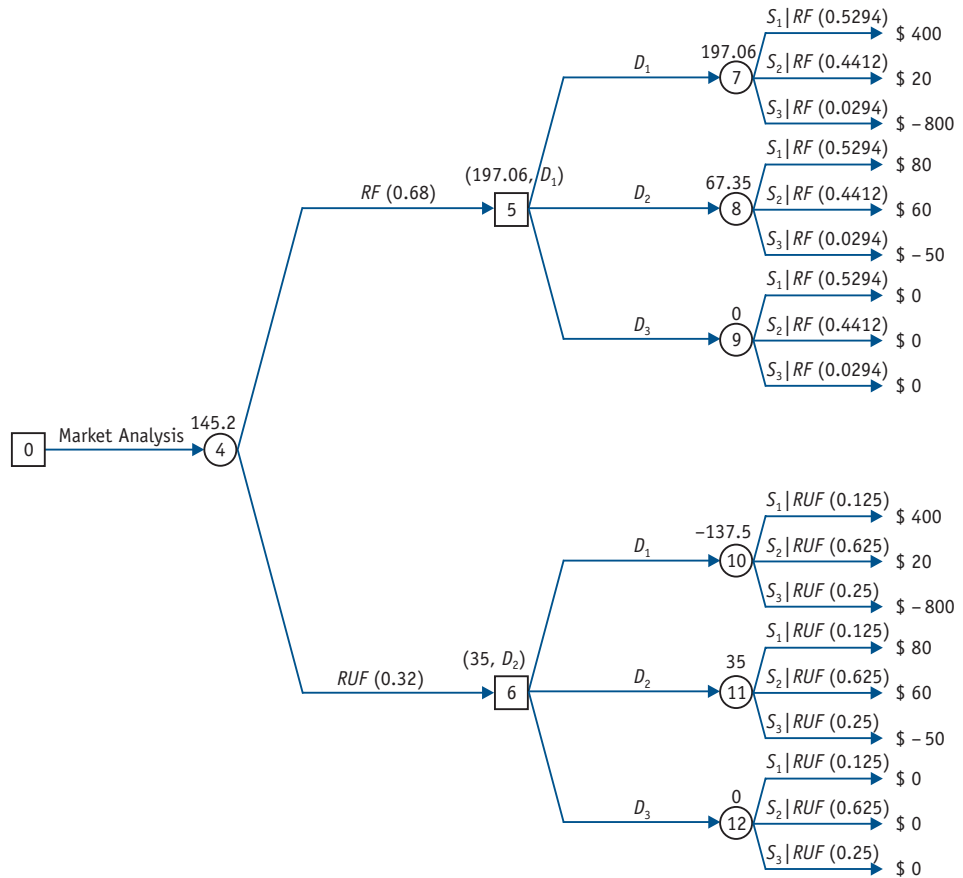 S₁|RF (0.5294)
$ 400
197.06
D₁
S₂|RF (0.4412)
7
$ 20
S₃|RF (0.0294)
$ –800
S₁|RF (0.5294)
$ 80
(197.06, D₁)
67.35
RF (0.68)
D₂
S₂|RF (0.4412)
5
8
$ 60
S₃|RF (0.0294)
$ –50
S₁|RF (0.5294)
$ 0
0
D₃
S₂|RF (0.4412)
9
$ 0
S₃|RF (0.0294)
$ 0
145.2
Market Analysis
0
4
S₁|RUF (0.125)
$ 400
–137.5
D₁
S₂|RUF (0.625)
10
$ 20
S₃|RUF (0.25)
$ –800
S₁|RUF (0.125)
$ 80
(35, D₂)
35
RUF (0.32)
D₂
S₂|RUF (0.625)
6
11
$ 60
S₃|RUF (0.25)
$ –50
S₁|RUF (0.125)
$ 0
0
D₃
S₂|RUF (0.625)
12
$ 0
S₃|RUF (0.25)
$ 0